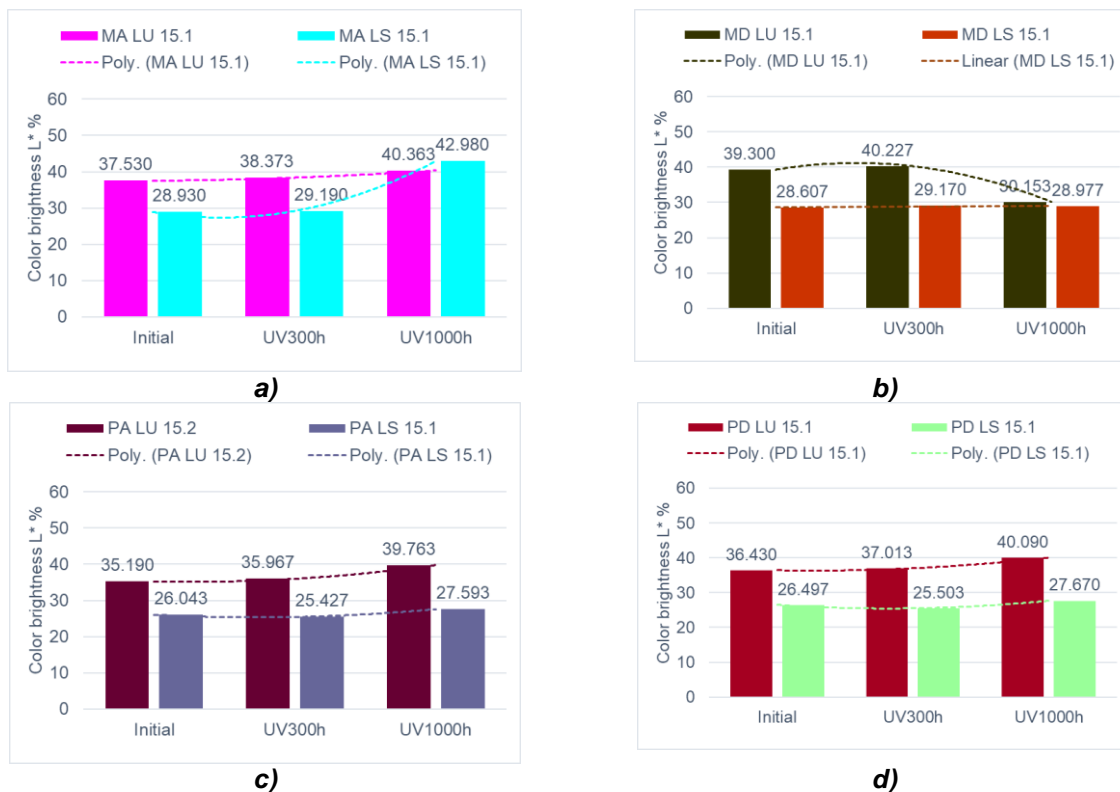 MA LU 15.1 MA LS 15.1
Poly. (MA LU 15.1) Poly. (MA LS 15.1)
Color brightness L* %
60
50
40
30
20
10
0
37.530 28.930 38.373 29.190 40.363 42.980
Initial UV300h UV1000h
a)
MD LU 15.1 MD LS 15.1
Poly. (MD LU 15.1) Linear (MD LS 15.1)
Color brightness L* %
60
50
40
30
20
10
0
39.300 28.607 40.227 29.170 30.153 28.977
Initial UV300h UV1000h
b)
PA LU 15.2 PA LS 15.1
Poly. (PA LU 15.2) Poly. (PA LS 15.1)
Color brightness L* %
60
50
40
30
20
10
0
35.190 26.043 35.967 25.427 39.763 27.593
Initial UV300h UV1000h
c)
PD LU 15.1 PD LS 15.1
Poly. (PD LU 15.1) Poly. (PD LS 15.1)
Color brightness L* %
60
50
40
30
20
10
0
36.430 26.497 37.013 25.503 40.090 27.670
Initial UV300h UV1000h
d)